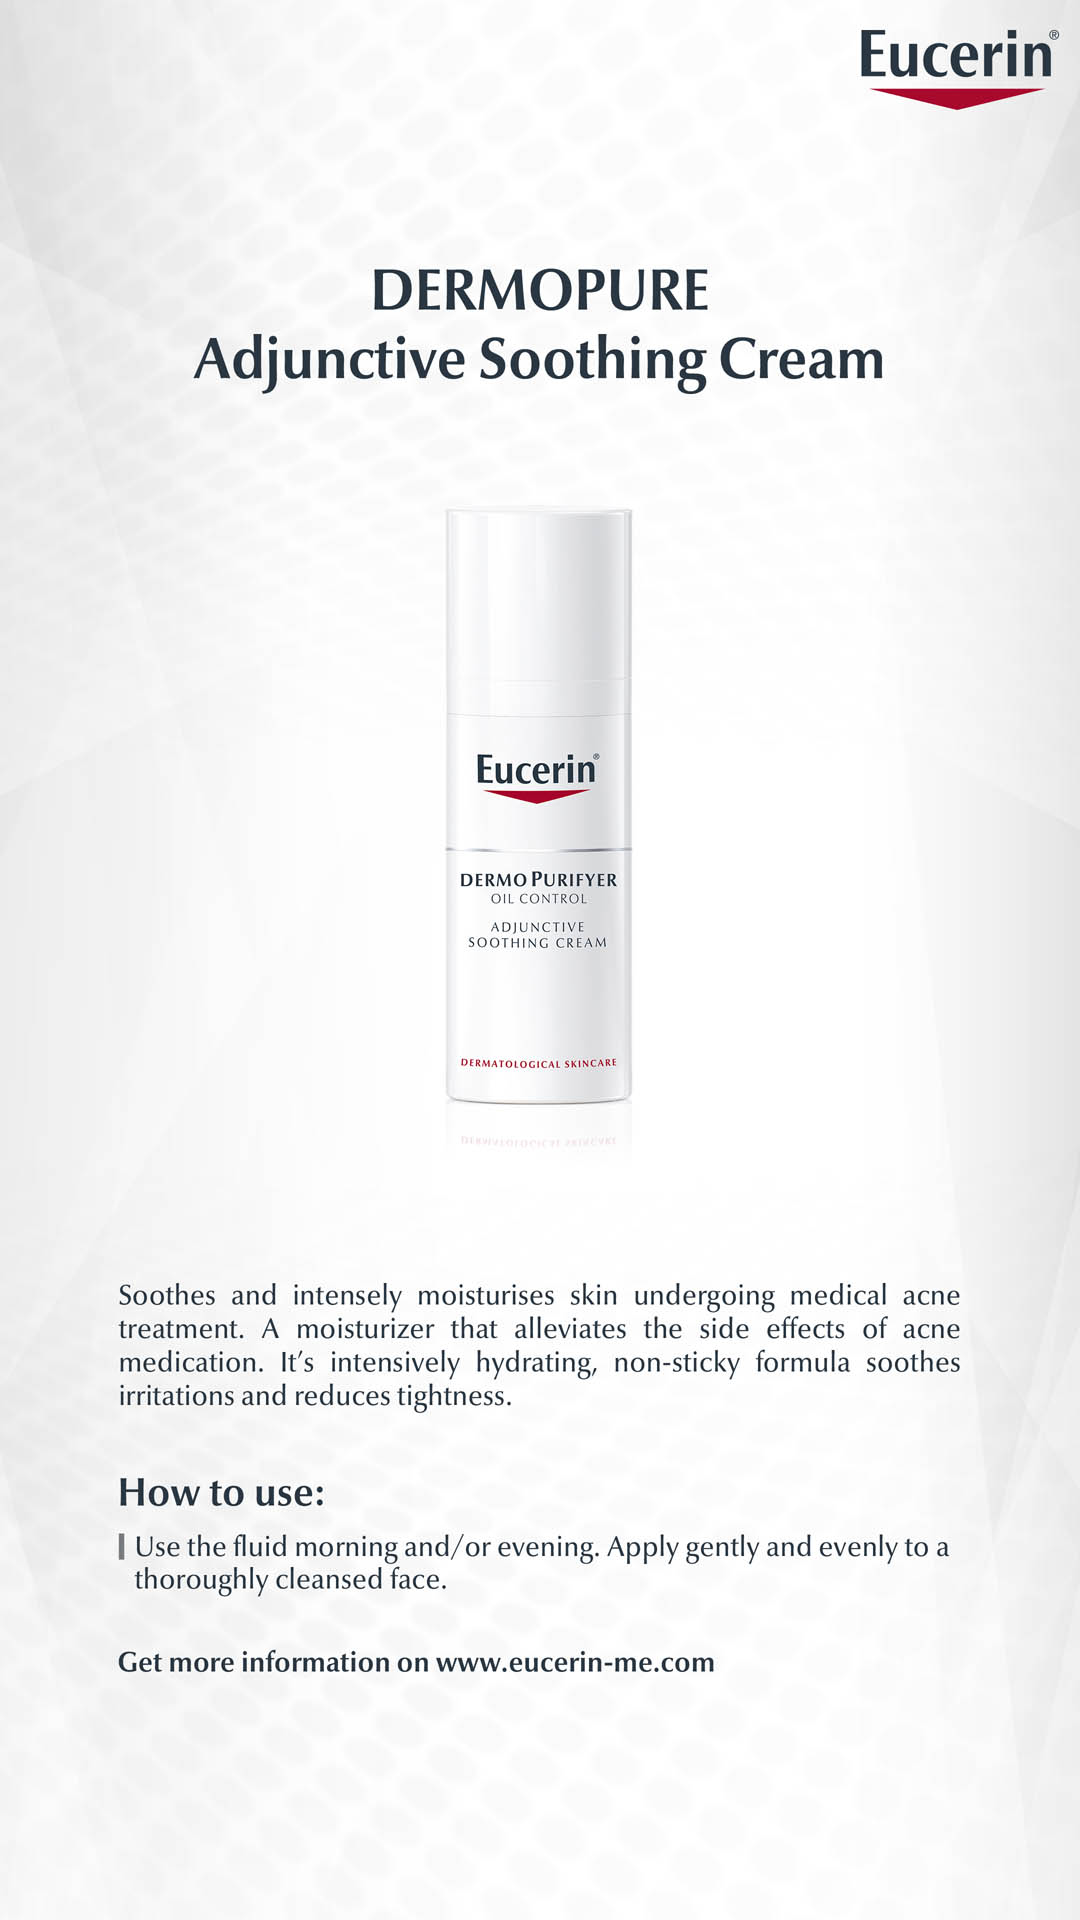 Eucerin®
DERMOPURE
Adjunctive Soothing Cream
Eucerin®
DERMOPURIFYER
OIL CONTROL
ADJUNCTIVE
SOOTHING CREAM
DERMATOLOGICAL SKINCARE
DERMATOLOGICAL SKINCARE
Soothes and intensely moisturises skin undergoing medical acne
treatment. A moisturizer that alleviates the side effects of acne
medication. It’s intensively hydrating, non-sticky formula soothes
irritations and reduces tightness.
How to use:
Use the fluid morning and/or evening. Apply gently and evenly to a
thoroughly cleansed face.
Get more information on www.eucerin-me.com